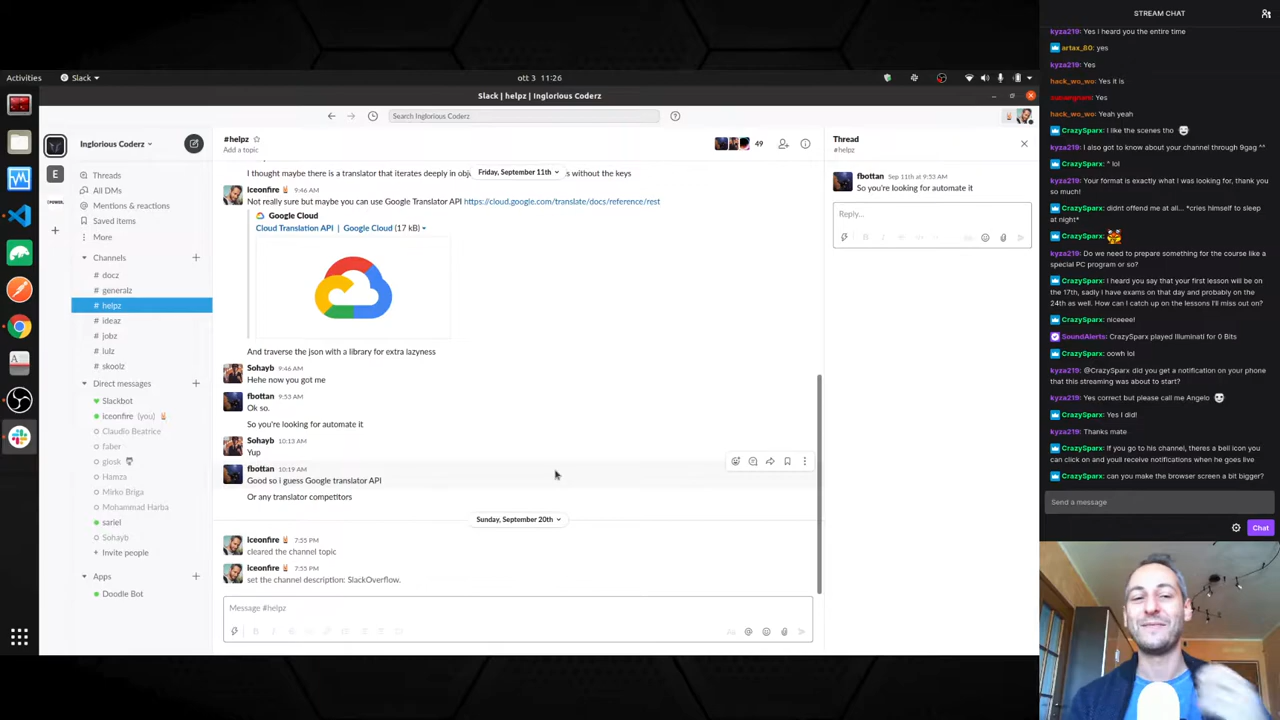 Activities
Slack
ott 3 11:26
Slack | helpz | Inglorious Coderz
Search Inglorious Coderz
Inglorious Coderz
E
Threads
All DMs
Mentions & reactions
Saved items
More
Channels
# docz
# generalz
# helpz
# ideaz
# jobz
# lulz
# skoolz
Direct messages
Slackbot
iceonfire (you)
Claudio Beatrice
faber
giosk
Hamza
Mirko Briga
Mohammad Harba
sariel
Sohayb
Invite people
Apps
Doodle Bot
#helpz
Add a topic
49
Friday, September 11th
iceonfire 9:46 AM
Not really sure but maybe you can use Google Translator API https://cloud.google.com/translate/docs/reference/rest
Google Cloud
Cloud Translation API | Google Cloud (17 kB)
And traverse the json with a library for extra lazyness
Sohayb 9:46 AM
Hehe now you got me
fbottan 9:53 AM
Ok so.
So you're looking for automate it
Sohayb 10:13 AM
Yup
fbottan 10:19 AM
Good so i guess Google translator API
Or any translator competitors
Sunday, September 20th
iceonfire 7:55 PM
cleared the channel topic
iceonfire 7:55 PM
set the channel description: SlackOverflow.
Message #helpz
Thread
#helpz
fbottan Sep 11th at 9:53 AM
So you're looking for automate it
Reply...
STREAM CHAT
kyza219: Yes I heard you the entire time
artax_80: yes
kyza219: Yes
hack_wo_wo: Yes it is
Yes
hack_wo_wo: Yeah yeah
CrazySparx: I like the scenes tho
kyza219: I also got to know about your channel through 9gag ^^
CrazySparx: ^ lol
kyza219: Your format is exactly what I was looking for, thank you
so much!
CrazySparx: didnt offend me at all... *cries himself to sleep
at night*
CrazySparx:
kyza219: Do we need to prepare something for the course like a
special PC program or so?
CrazySparx: I heard you say that your first lesson will be on
the 17th, sadly i have exams on that day and probably on the
24th as well. How can I catch up on the lessons I'll miss out on?
CrazySparx: niceeee!
SoundAlerts: CrazySparx played Illuminati for 0 Bits
CrazySparx: oowh lol
kyza219: @CrazySparx did you get a notification on your phone
that this streaming was about to start?
kyza219: Yes correct but please call me Angelo
CrazySparx: Yes I did!
kyza219: Thanks mate
CrazySparx: If you go to his channel, theres a bell icon you
can click on and youll receive notifications when he goes
live
CrazySparx: can you make the browser screen a bit bigger?
Send a message
Chat